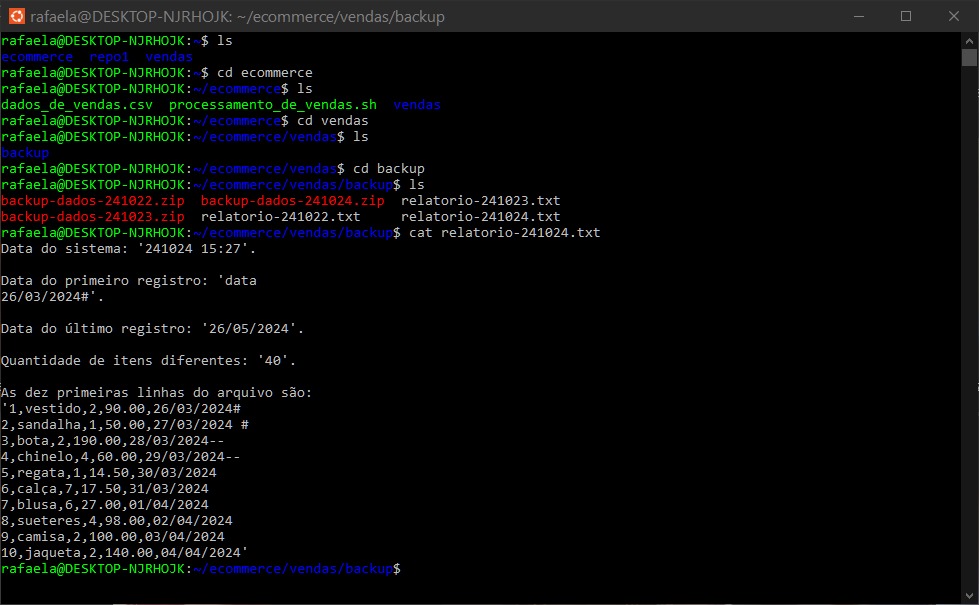 rafaela@DESKTOP-NJRHOJK: ~/ecommerce/vendas/backup
rafaela@DESKTOP-NJRHOJK:~$ ls
ecommerce  repo1  vendas
rafaela@DESKTOP-NJRHOJK:~$ cd ecommerce
rafaela@DESKTOP-NJRHOJK:~/ecommerce$ ls
dados_de_vendas.csv  processamento_de_vendas.sh  vendas
rafaela@DESKTOP-NJRHOJK:~/ecommerce$ cd vendas
rafaela@DESKTOP-NJRHOJK:~/ecommerce/vendas$ ls
backup
rafaela@DESKTOP-NJRHOJK:~/ecommerce/vendas$ cd backup
rafaela@DESKTOP-NJRHOJK:~/ecommerce/vendas/backup$ ls
backup-dados-241022.zip  backup-dados-241024.zip  relatorio-241023.txt
backup-dados-241023.zip  relatorio-241022.txt     relatorio-241024.txt
rafaela@DESKTOP-NJRHOJK:~/ecommerce/vendas/backup$ cat relatorio-241024.txt
Data do sistema: '241024 15:27'.
Data do primeiro registro: 'data
26/03/2024#'.
Data do último registro: '26/05/2024'.
Quantidade de itens diferentes: '40'.
As dez primeiras linhas do arquivo são:
'1,vestido,2,90.00,26/03/2024#
2,sandalha,1,50.00,27/03/2024 #
3,bota,2,190.00,28/03/2024--
4,chinelo,4,60.00,29/03/2024--
5,regata,1,14.50,30/03/2024
6,calça,7,17.50,31/03/2024
7,blusa,6,27.00,01/04/2024
8,sueteres,4,98.00,02/04/2024
9,camisa,2,100.00,03/04/2024
10,jaqueta,2,140.00,04/04/2024'
rafaela@DESKTOP-NJRHOJK:~/ecommerce/vendas/backup$